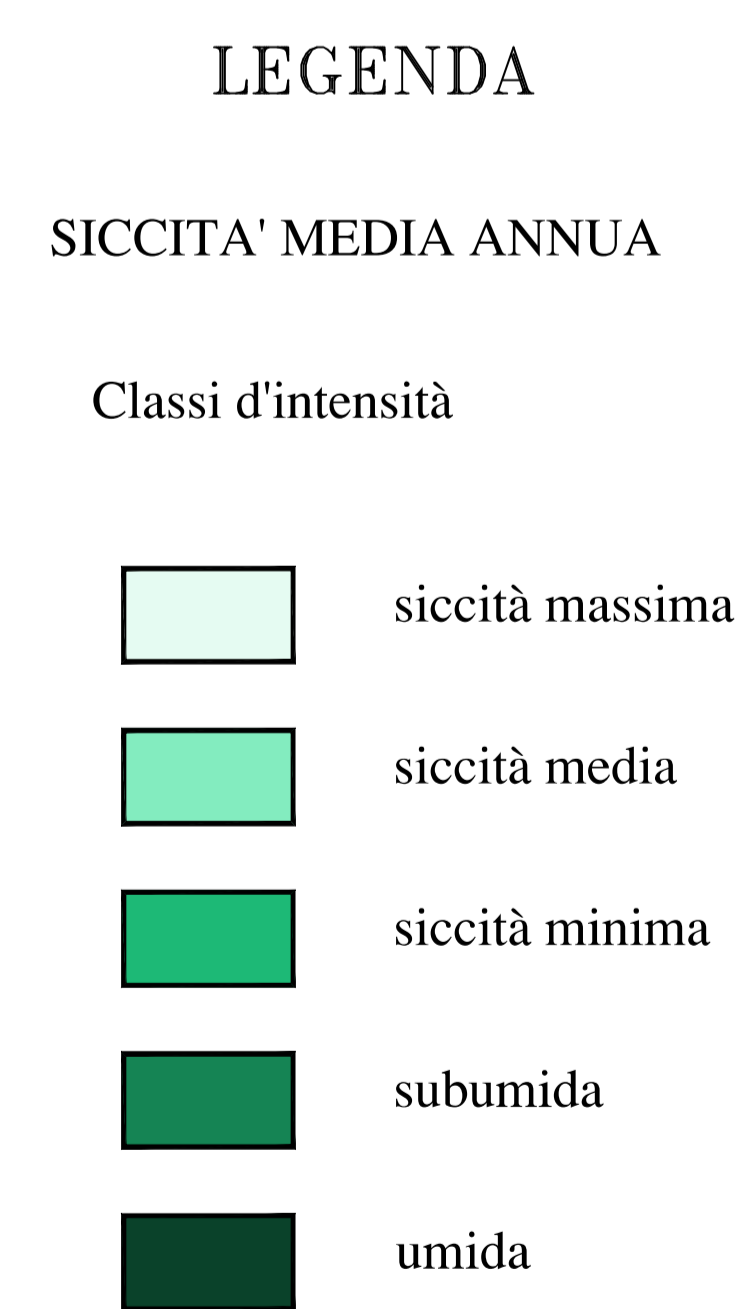 LEGENDA
SICCITA' MEDIA ANNUA
Classi d'intensità
siccità massima
siccità media
siccità minima
subumida
umida